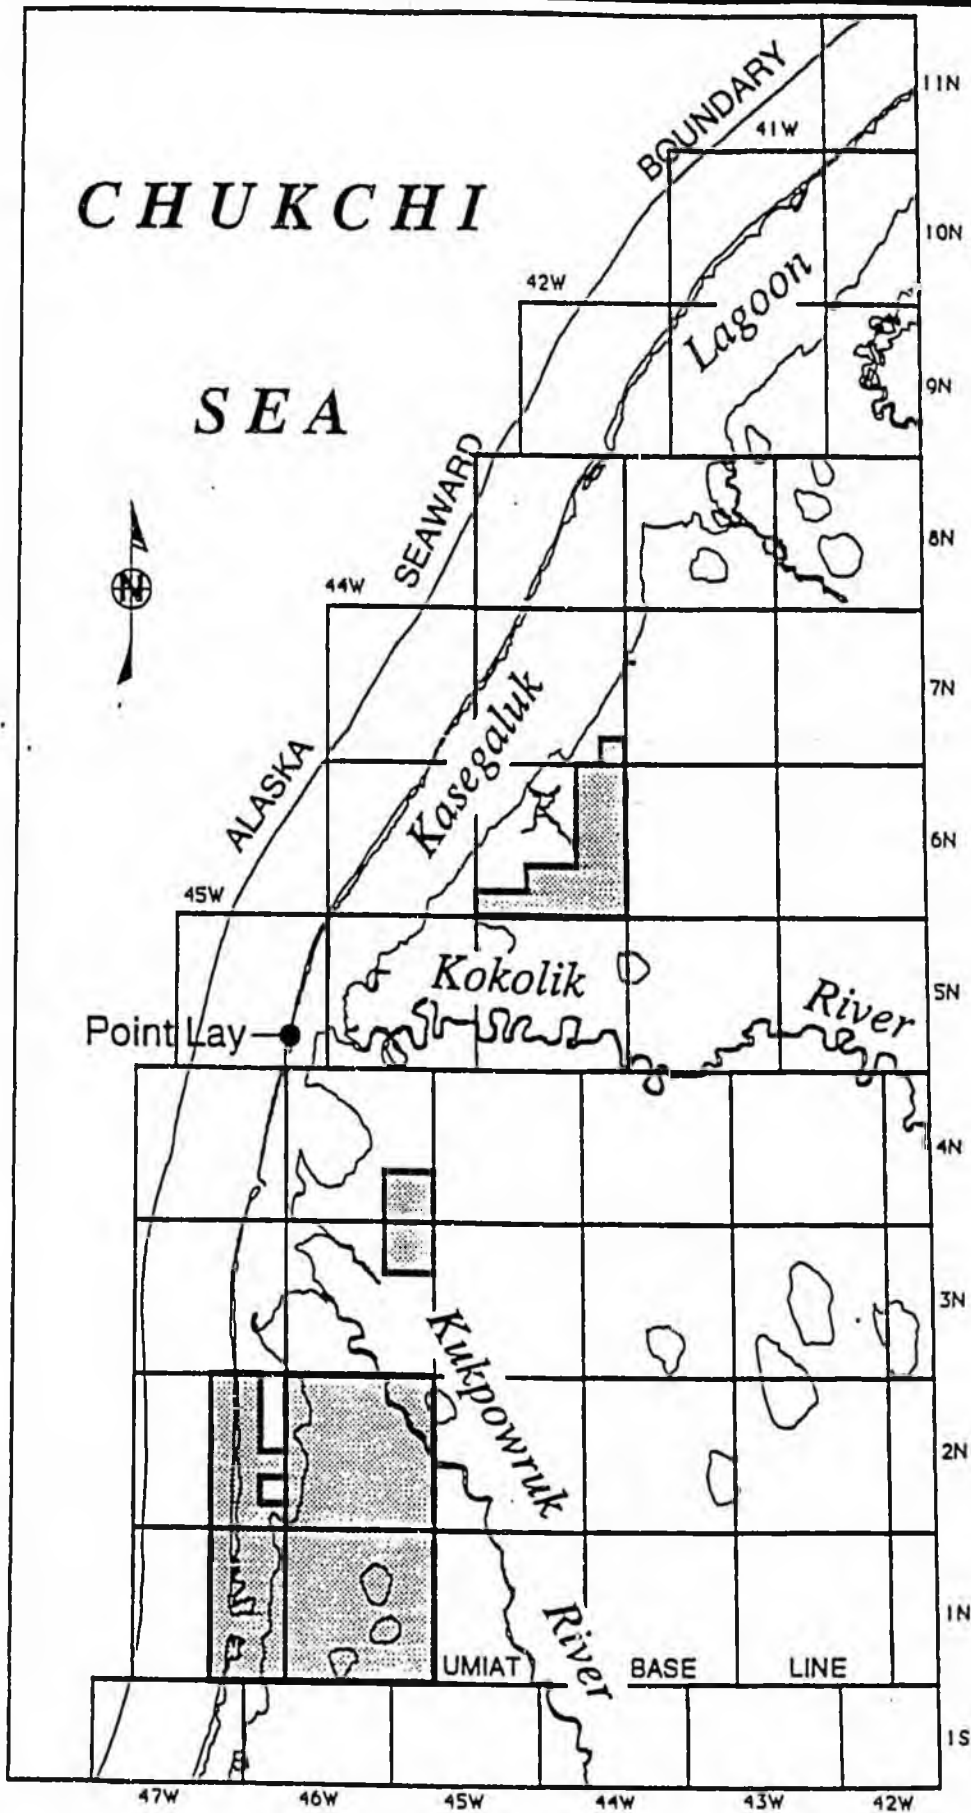 11N
BOUNDARY
41W
CHUKCHI
10N
42W
Lagoon
9N
SEA
SEAWARD
8N
N
44W
7N
Kasegaluk
ALASKA
6N
45W
Kokolik
River
5N
Point Lay
4N
3N
Kukpowruk
2N
1N
River
UMIAT
BASE
LINE
1S
47W
46W
45W
44W
43W
42W